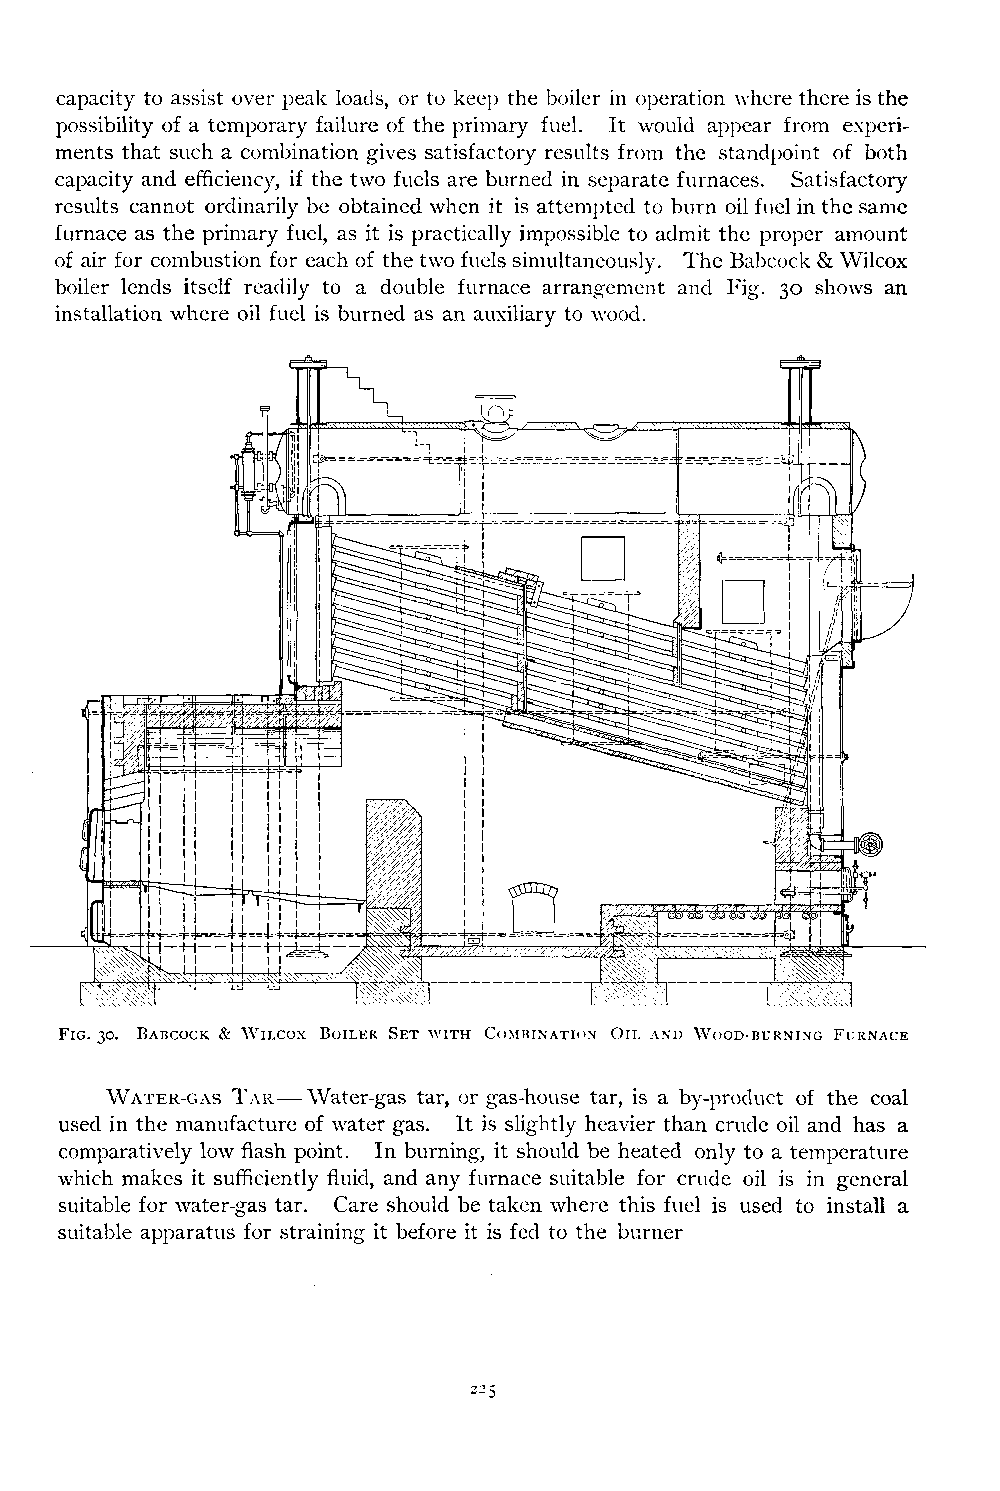 capacity to assist over peak loads, or to keep the boiler in operation where there is the
possibility of a temporary failure of the primary fuel. It would appear from experi-
ments that such a combination gives satisfactory results from the standpoint of both
capacity and efficiency, if the two fuels are burned in separate furnaces. Satisfactory
results cannot ordinarily be obtained when it is attempted to burn oil fuel in the same
furnace as the primary fuel, as it is practically impossible to admit the proper amount
of air for combustion for each of the two fuels simultaneously. The Babcock & Wilcox
boiler lends itself readily to a double furnace arrangement and Fig. 30 shows an
installation where oil fuel is burned as an auxiliary to wood.
Fig. 30. Babcock & Wilcox Boiler Set with Combination Oil and Wood-burning Furnace
Water-gas Tar—Water-gas tar, or gas-house tar, is a by-product of the coal
used in the manufacture of water gas. It is slightly heavier than crude oil and has a
comparatively low flash point. In burning, it should be heated only to a temperature
which makes it sufficiently fluid, and any furnace suitable for crude oil is in general
suitable for water-gas tar. Care should be taken where this fuel is used to install a
suitable apparatus for straining it before it is fed to the burner
225